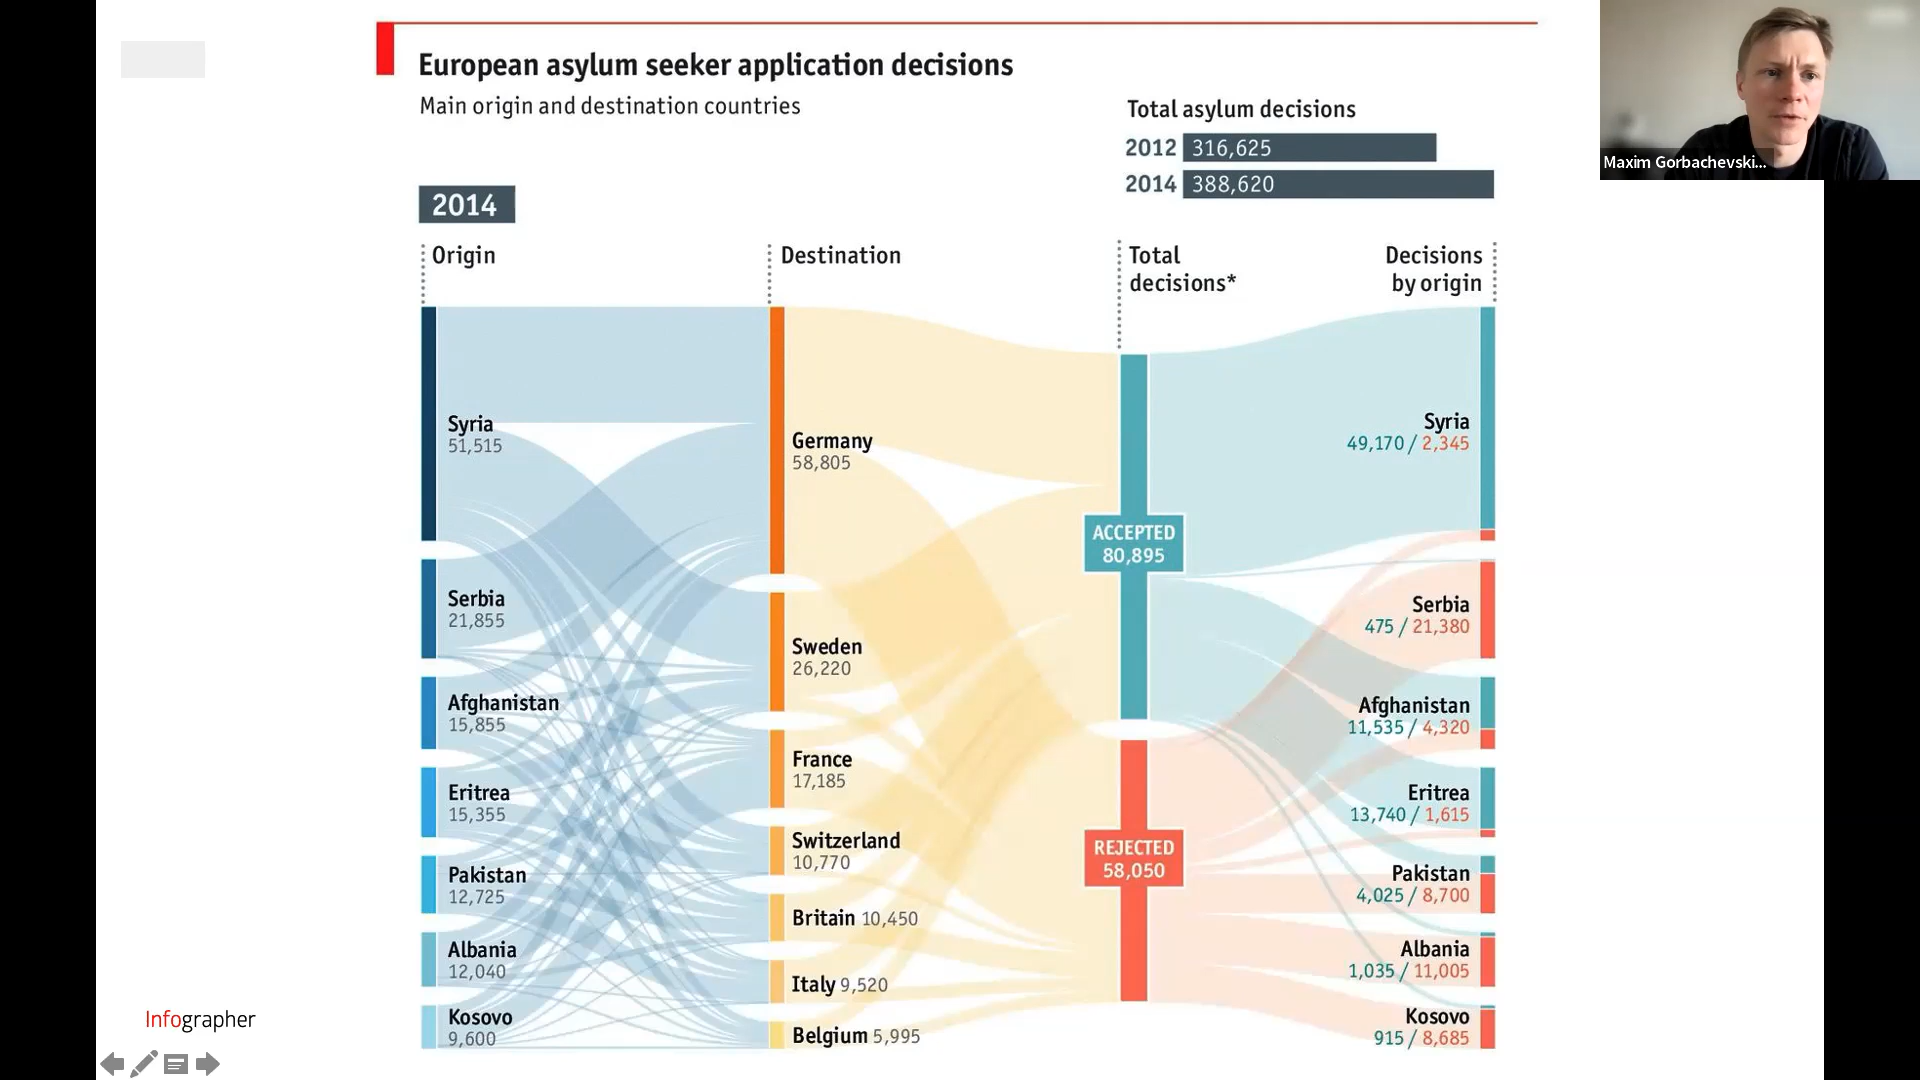 European asylum seeker application decisions
Main origin and destination countries
Total asylum decisions
2012 316,625
2014 388,620
Maxim Gorbachevski...
2014
Origin
Destination
Total
decisions*
Decisions
by origin
Syria
51,515
Serbia
21,855
Afghanistan
15,855
Eritrea
15,355
Pakistan
12,725
Albania
12,040
Kosovo
9,600
Germany
58,805
Sweden
26,220
France
17,185
Switzerland
10,770
Britain 10,450
Italy 9,520
Belgium 5,995
ACCEPTED
80,895
REJECTED
58,050
Syria
49,170 / 2,345
Serbia
475 / 21,380
Afghanistan
11,535 / 4,320
Eritrea
13,740 / 1,615
Pakistan
4,025 / 8,700
Albania
1,035 / 11,005
Kosovo
915 / 8,685
Infographer